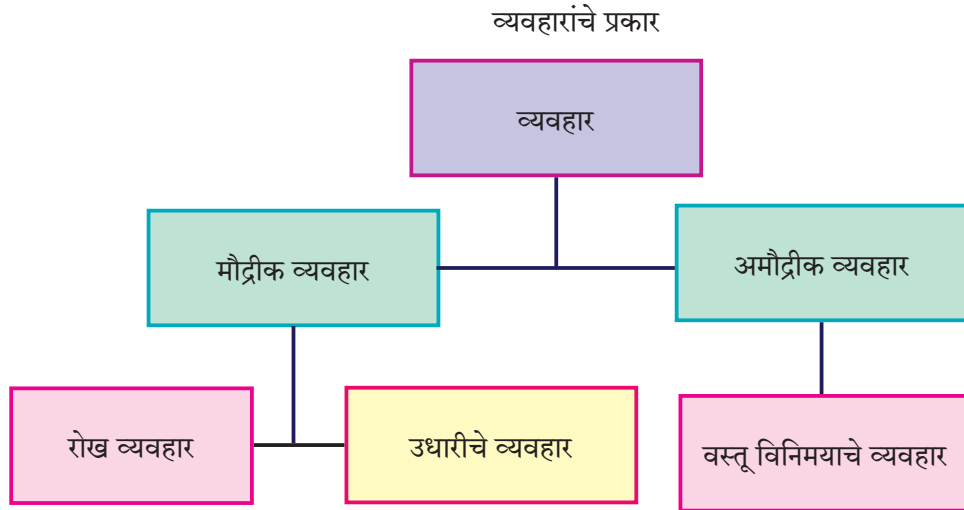 व्यवहारांचे प्रकार
व्यवहार
मौद्रीक व्यवहार
अमौद्रीक व्यवहार
रोख व्यवहार
उधारीचे व्यवहार
वस्तू विनिमयाचे व्यवहार